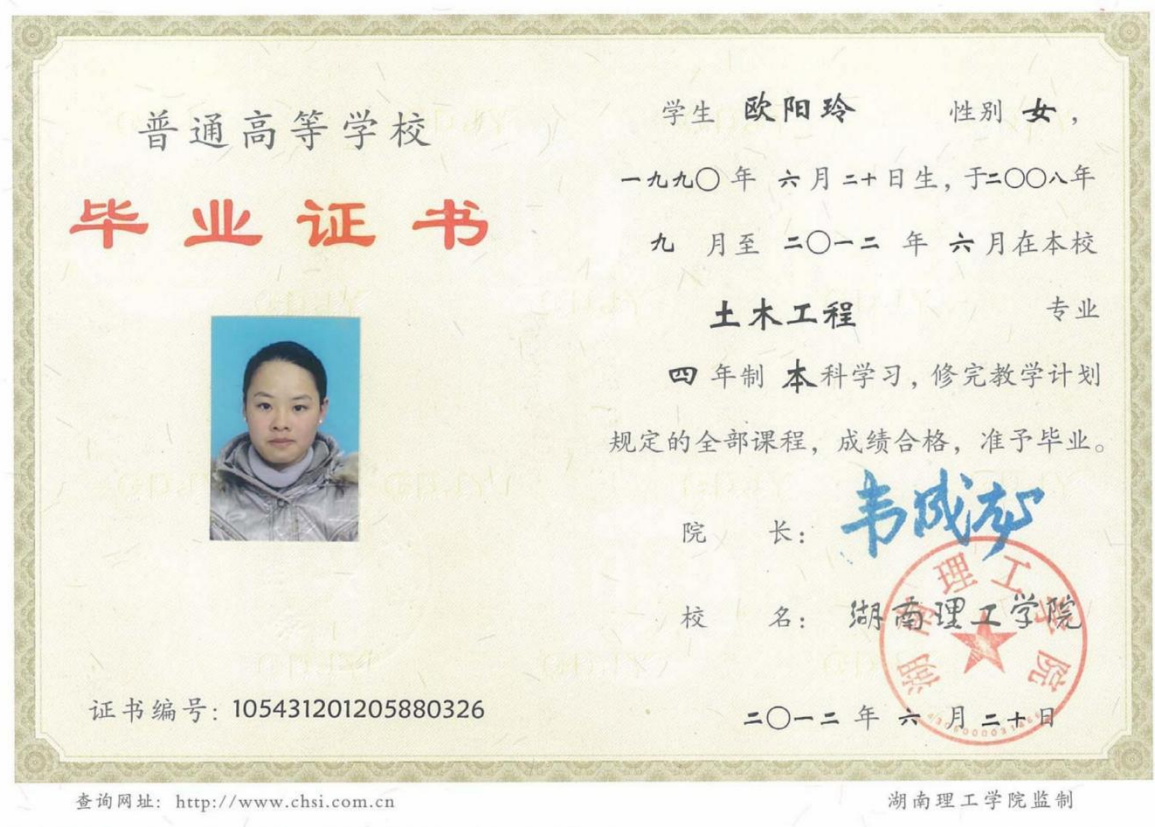 普通高等学校
毕业证书
证书编号：105431201205880326
学生 欧阳玲 性别 女，
一九九〇年 六月二十日生，于二〇〇八年
九 月至 二〇一二 年 六月在本校
土木工程 专业
四 年制 本科学习，修完教学计划
规定的全部课程，成绩合格，准予毕业。
院 长：
校 名：湖南理工学院
湖南理工学院
二〇一二 年 六 月 二十日
查询网址：http://www.chsi.com.cn
湖南理工学院监制